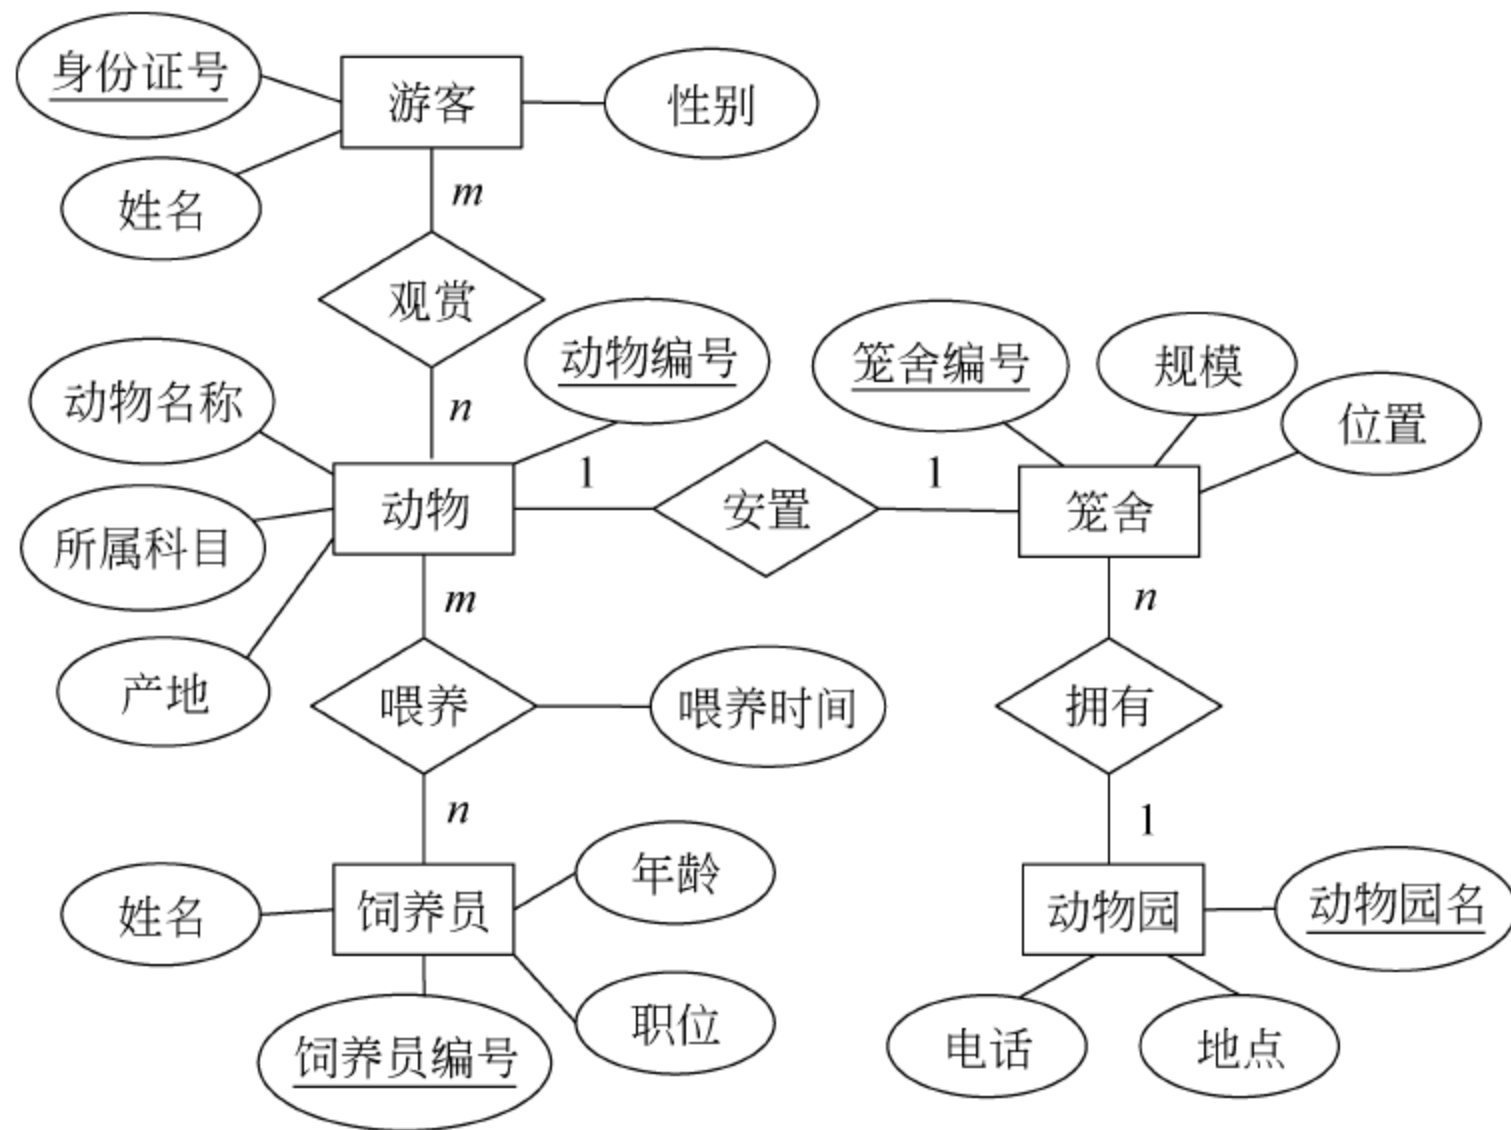 身份证号
游客
性别
姓名
m
观赏
动物编号
笼舍编号
规模
动物名称
n
位置
动物
1
安置
1
笼舍
所属科目
m
n
产地
喂养
喂养时间
拥有
n
1
年龄
姓名
饲养员
动物园
动物园名
职位
饲养员编号
电话
地点